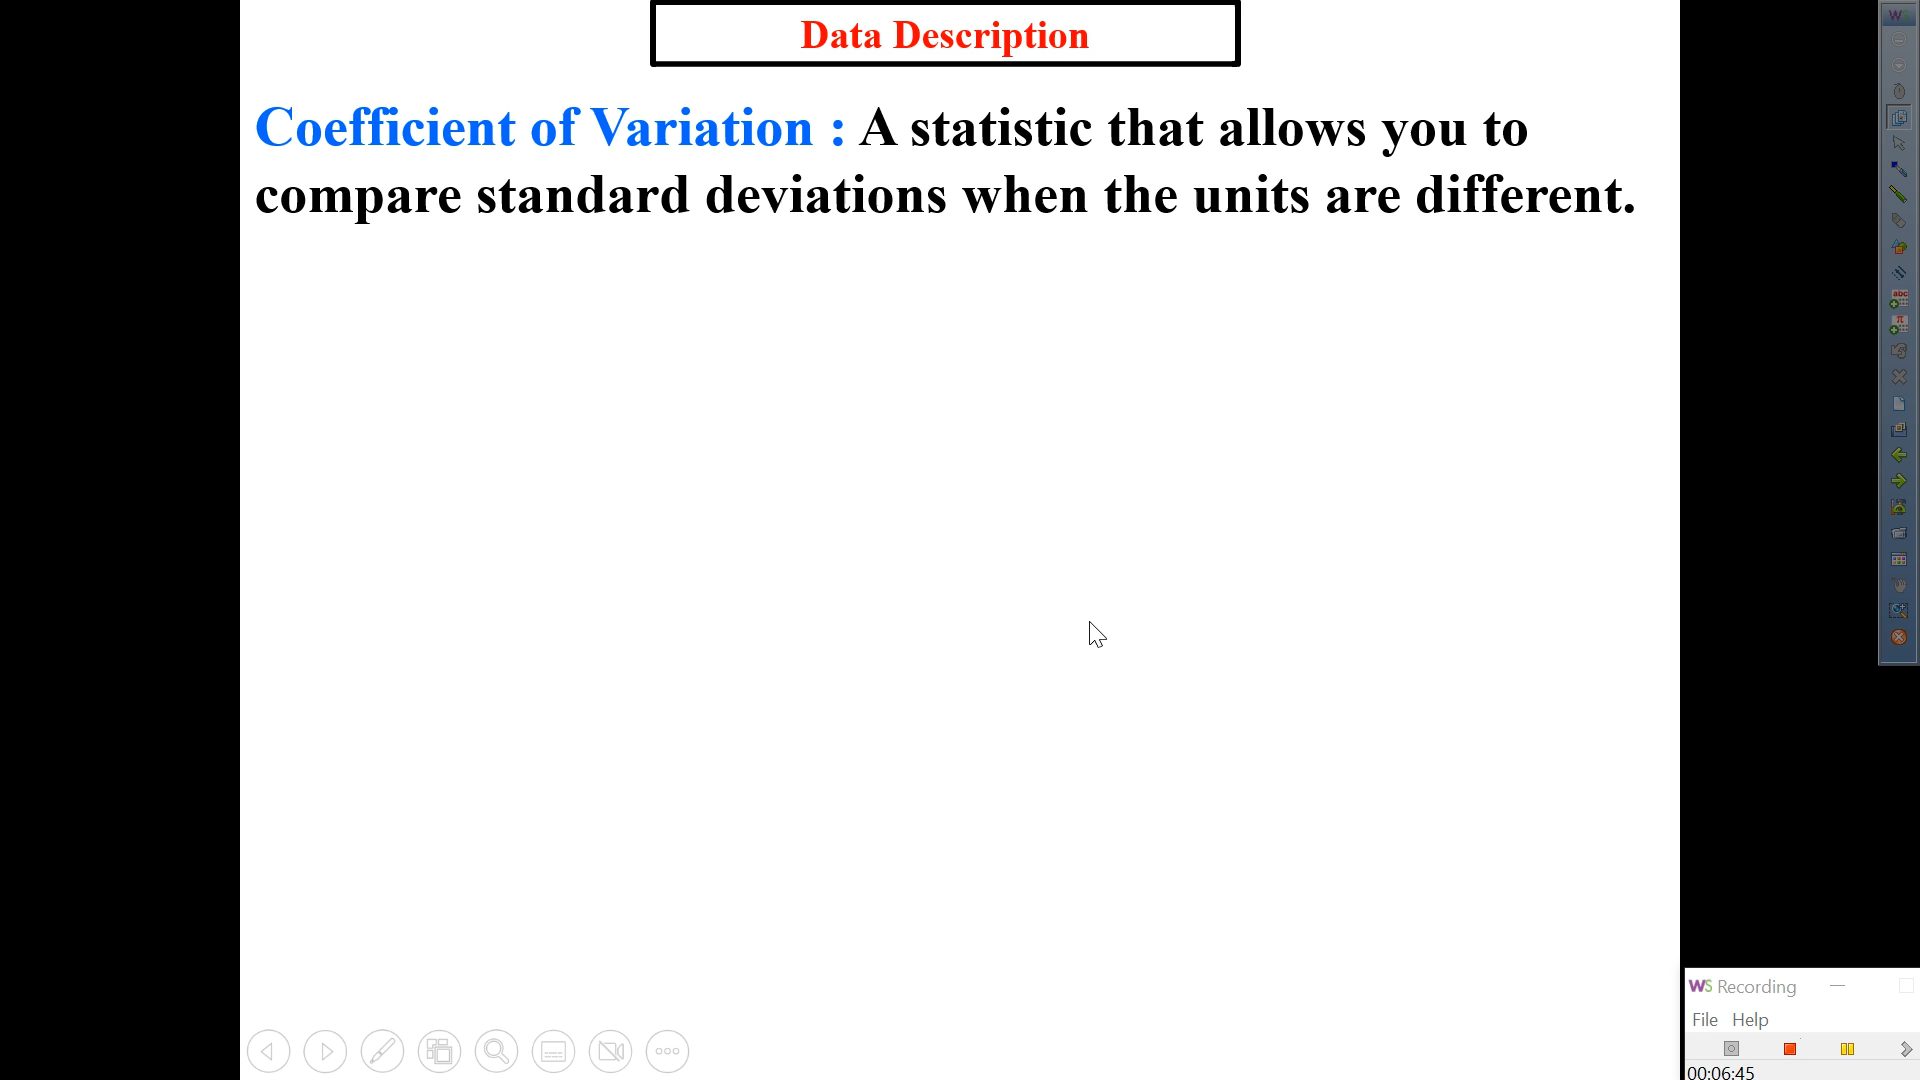 Data Description
Coefficient of Variation : A statistic that allows you to
compare standard deviations when the units are different.
WS Recording
File Help
00:06:45